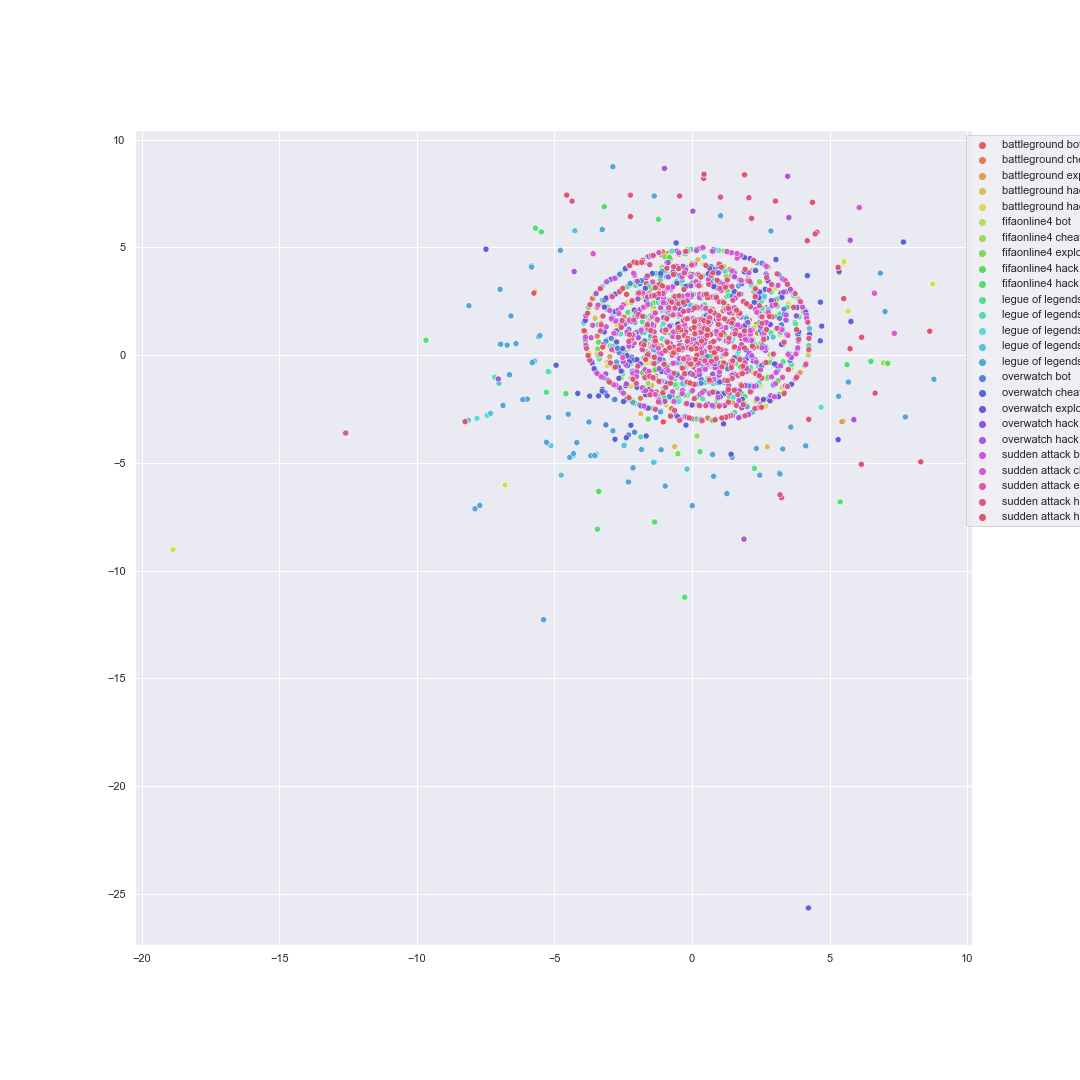 10
5
0
−5
−10
−15
−20
−25
−20
−15
−10
−5
0
5
10
battleground bot
battleground che
battleground exp
battleground hac
battleground hac
fifaonline4 bot
fifaonline4 cheat
fifaonline4 explo
fifaonline4 hack
fifaonline4 hack
legue of legends
legue of legends
legue of legends
legue of legends
legue of legends
overwatch bot
overwatch cheat
overwatch explo
overwatch hack
overwatch hack
sudden attack b
sudden attack cl
sudden attack e
sudden attack h
sudden attack h